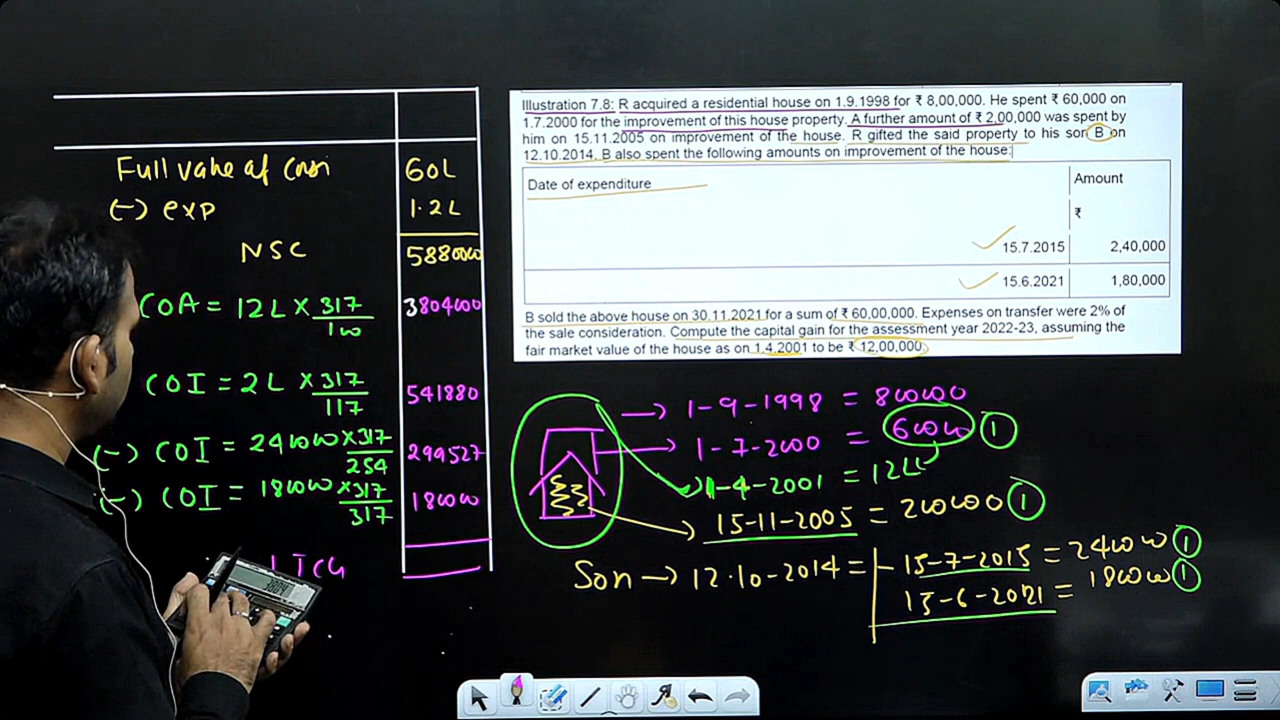 Illustration 7.8: R acquired a residential house on 1.9.1998 for ₹ 8,00,000. He spent ₹ 60,000 on
1.7.2000 for the improvement of this house property. A further amount of ₹ 2,00,000 was spent by
him on 15.11.2005 on improvement of the house. R gifted the said property to his son B on
12.10.2014. B also spent the following amounts on improvement of the house:
Date of expenditure Amount
₹
15.7.2015 2,40,000
15.6.2021 1,80,000
B sold the above house on 30.11.2021 for a sum of ₹ 60,00,000. Expenses on transfer were 2% of
the sale consideration. Compute the capital gain for the assessment year 2022-23, assuming the
fair market value of the house as on 1.4.2001 to be ₹ 12,00,000.
Full value of Consi 60L
(-) exp 1.2L
NSC 5880000
COA = 12L × 317/100 3804000
COI = 2L × 317/117 541880
(-) COI = 240000 × 317/254 299527
(-) COI = 180000 × 317/317 180000
LTCG
→ 1-9-1998 = 800000
→ 1-7-2000 = 60000 ①
→ 1-4-2001 = 12L
→ 15-11-2005 = 200000 ①
Son → 12.10-2014 = - 15-7-2015 = 240000 ①
15-6-2021 = 180000 ①